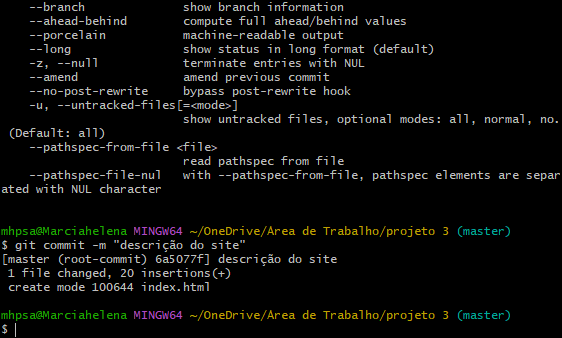 --branch              show branch information
--ahead-behind        compute full ahead/behind values
--porcelain           machine-readable output
--long                show status in long format (default)
-z, --null            terminate entries with NUL
--amend               amend previous commit
--no-post-rewrite     bypass post-rewrite hook
-u, --untracked-files[=<mode>]
show untracked files, optional modes: all, normal, no.
(Default: all)
--pathspec-from-file <file>
read pathspec from file
--pathspec-file-nul   with --pathspec-from-file, pathspec elements are separ
ated with NUL character
mhpsa@Marciahelena MINGW64 ~/OneDrive/Área de Trabalho/projeto 3 (master)
$ git commit -m "descrição do site"
[master (root-commit) 6a5077f] descrição do site
1 file changed, 20 insertions(+)
create mode 100644 index.html
mhpsa@Marciahelena MINGW64 ~/OneDrive/Área de Trabalho/projeto 3 (master)
$